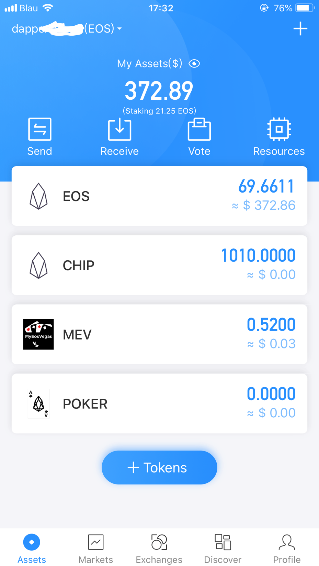 Blau 17:32 76%
dappe (EOS)
My Assets($)
372.89
(Staking 21.25 EOS)
Send Receive Vote Resources
EOS 69.6611
≈ $ 372.86
CHIP 1010.0000
≈ $ 0.00
MEV 0.5200
≈ $ 0.03
MyEosVegas
POKER 0.0000
≈ $ 0.00
+ Tokens
Assets Markets Exchanges Discover Profile